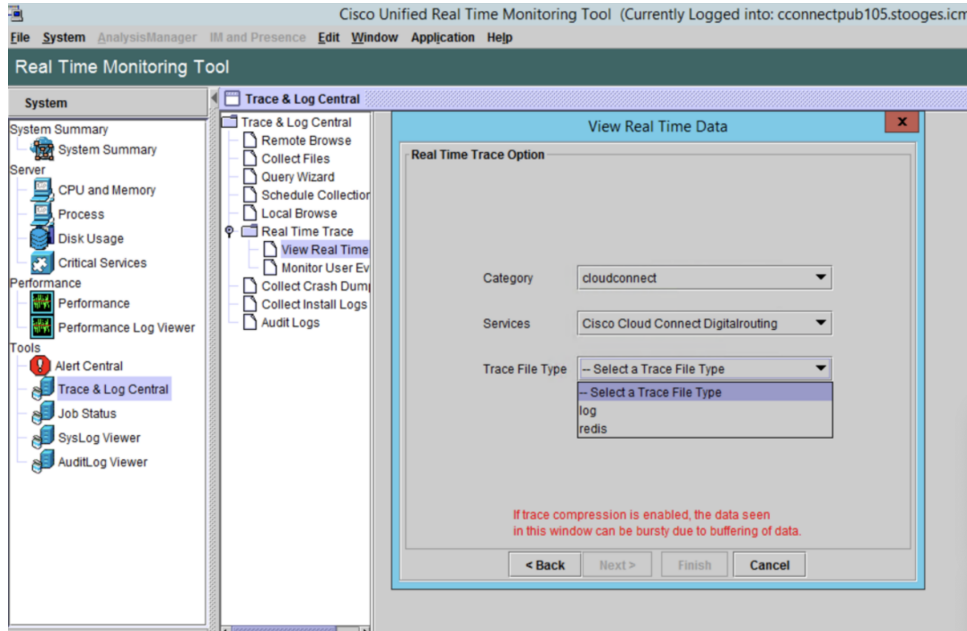 Cisco Unified Real Time Monitoring Tool (Currently Logged into: cconnectpub105.stooges.icm
File System AnalysisManager IM and Presence Edit Window Application Help
Real Time Monitoring Tool
System
System Summary
System Summary
Server
CPU and Memory
Process
Disk Usage
Critical Services
Performance
Performance
Performance Log Viewer
Tools
Alert Central
Trace & Log Central
Job Status
SysLog Viewer
AuditLog Viewer
Trace & Log Central
Trace & Log Central
Remote Browse
Collect Files
Query Wizard
Schedule Collection
Local Browse
Real Time Trace
View Real Time
Monitor User Ev
Collect Crash Dum
Collect Install Logs
Audit Logs
View Real Time Data
x
Real Time Trace Option
Category cloudconnect
Services Cisco Cloud Connect Digitalrouting
Trace File Type -- Select a Trace File Type
-- Select a Trace File Type
log
redis
If trace compression is enabled, the data seen
in this window can be bursty due to buffering of data.
< Back Next > Finish Cancel